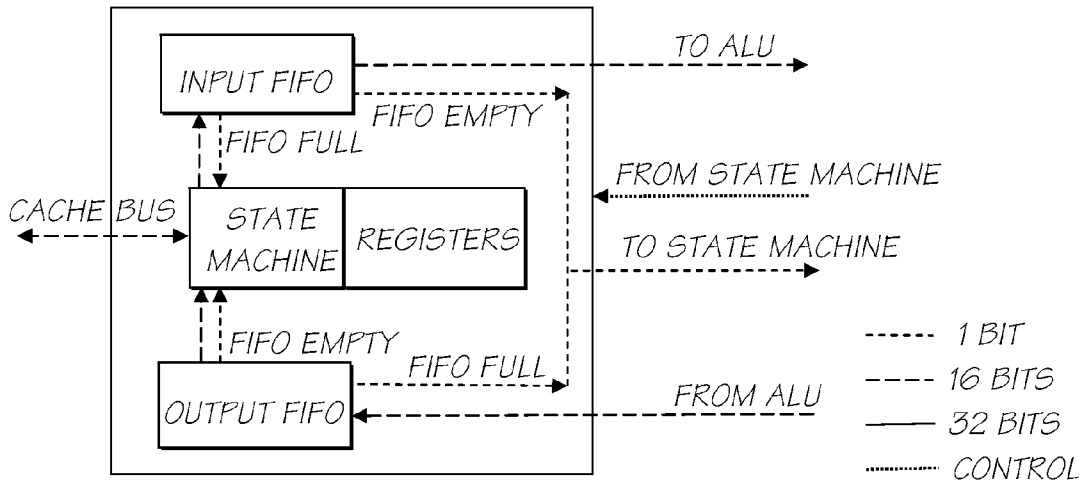 TO ALU
INPUT FIFO
FIFO EMPTY
FIFO FULL
FROM STATE MACHINE
CACHE BUS
STATE
MACHINE
REGISTERS
TO STATE MACHINE
FIFO EMPTY
FIFO FULL
OUTPUT FIFO
FROM ALU
1 BIT
16 BITS
32 BITS
CONTROL